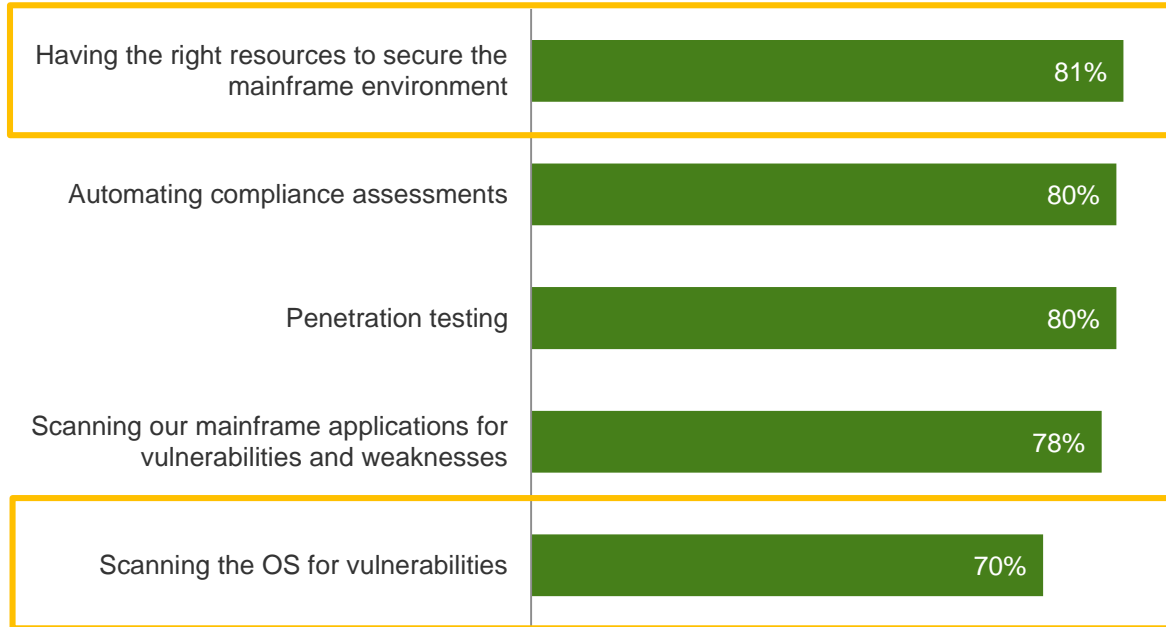 Having the right resources to secure the
mainframe environment
81%
Automating compliance assessments
80%
Penetration testing
80%
Scanning our mainframe applications for
vulnerabilities and weaknesses
78%
Scanning the OS for vulnerabilities
70%